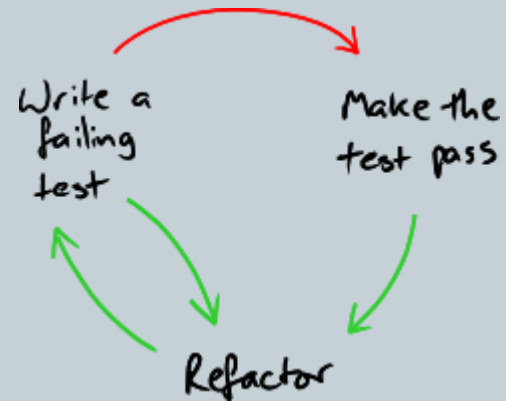 Write a
failing
test
Make the
test pass
Refactor